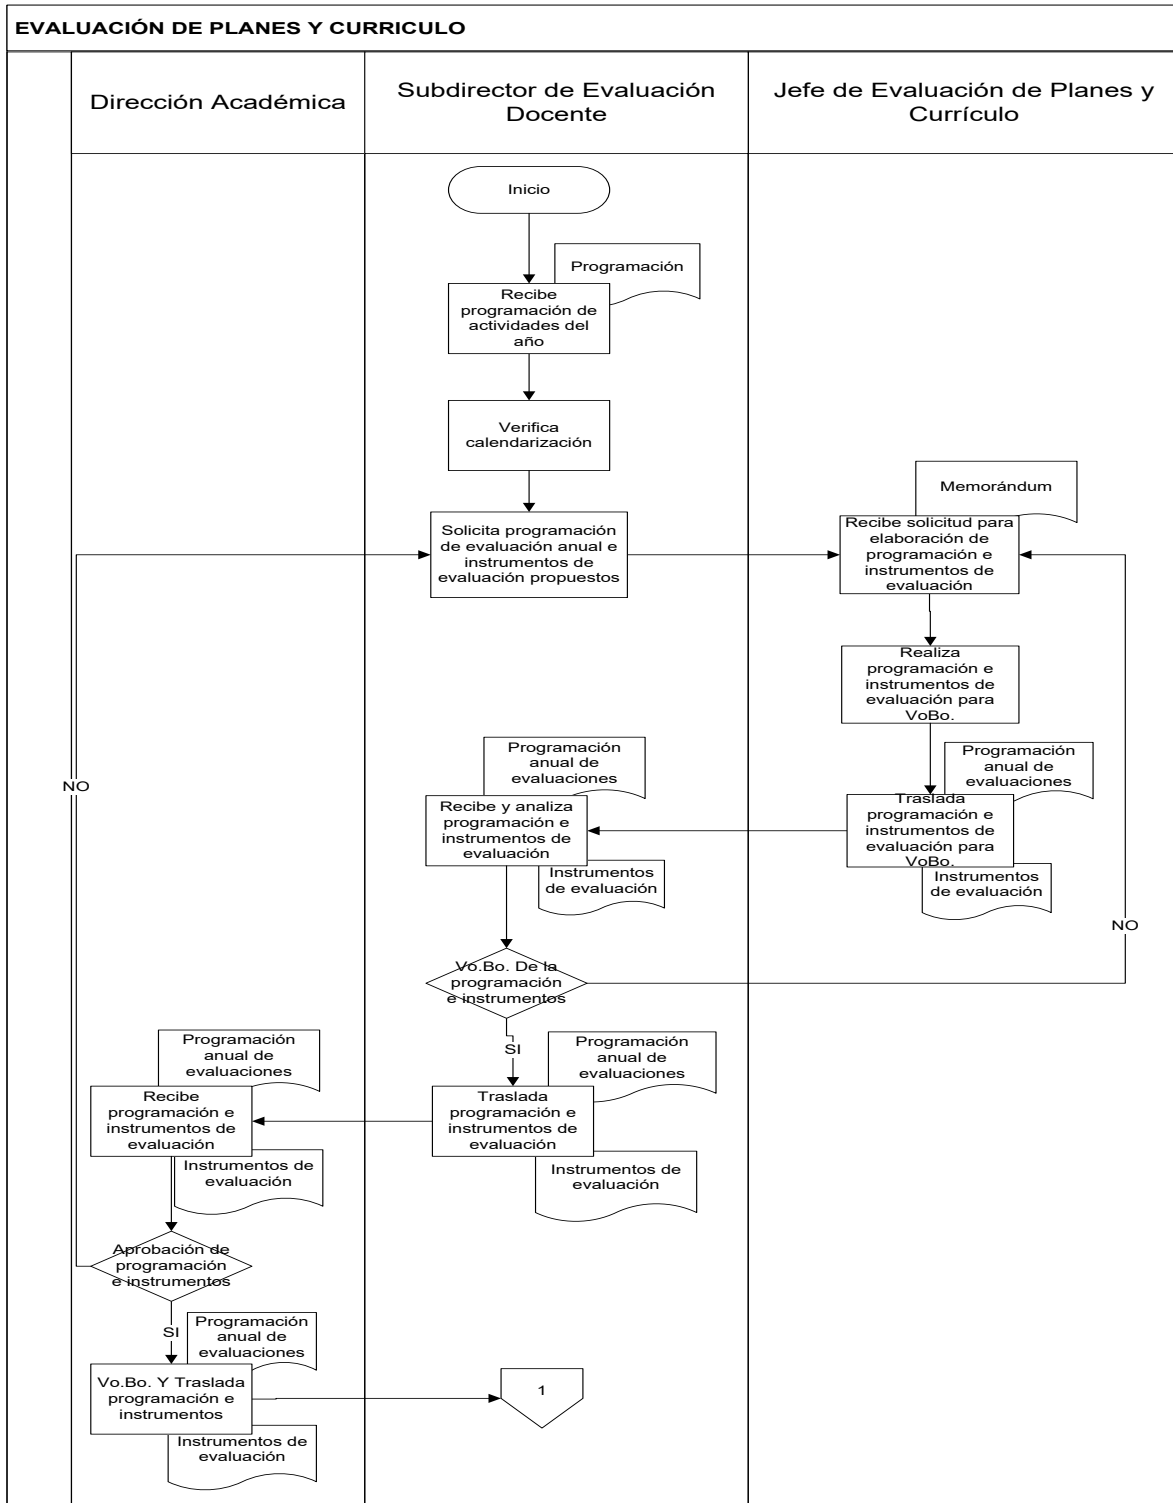 EVALUACIÓN DE PLANES Y CURRICULO
Dirección Académica
Subdirector de Evaluación
Docente
Jefe de Evaluación de Planes y
Currículo
Inicio
Programación
Recibe
programación de
actividades del
año
Verifica
calendarización
Solicita programación
de evaluación anual e
instrumentos de
evaluación propuestos
Memorándum
Recibe solicitud para
elaboración de
programación e
instrumentos de
evaluación
Realiza
programación e
instrumentos de
evaluación para
VoBo.
Programación
anual de
evaluaciones
Traslada
programación e
instrumentos de
evaluación para
VoBo.
Instrumentos
de evaluación
Programación
anual de
evaluaciones
Recibe y analiza
programación e
instrumentos de
evaluación
Instrumentos
de evaluación
NO
NO
Vo.Bo. De la
programación
e instrumentos
SI
Programación
anual de
evaluaciones
Traslada
programación e
instrumentos de
evaluación
Instrumentos de
evaluación
Programación
anual de
evaluaciones
Recibe
programación e
instrumentos de
evaluación
Instrumentos de
evaluación
Aprobación de
programación
e instrumentos
SI
Programación
anual de
evaluaciones
Vo.Bo. Y Traslada
programación e
instrumentos
Instrumentos de
evaluación
1